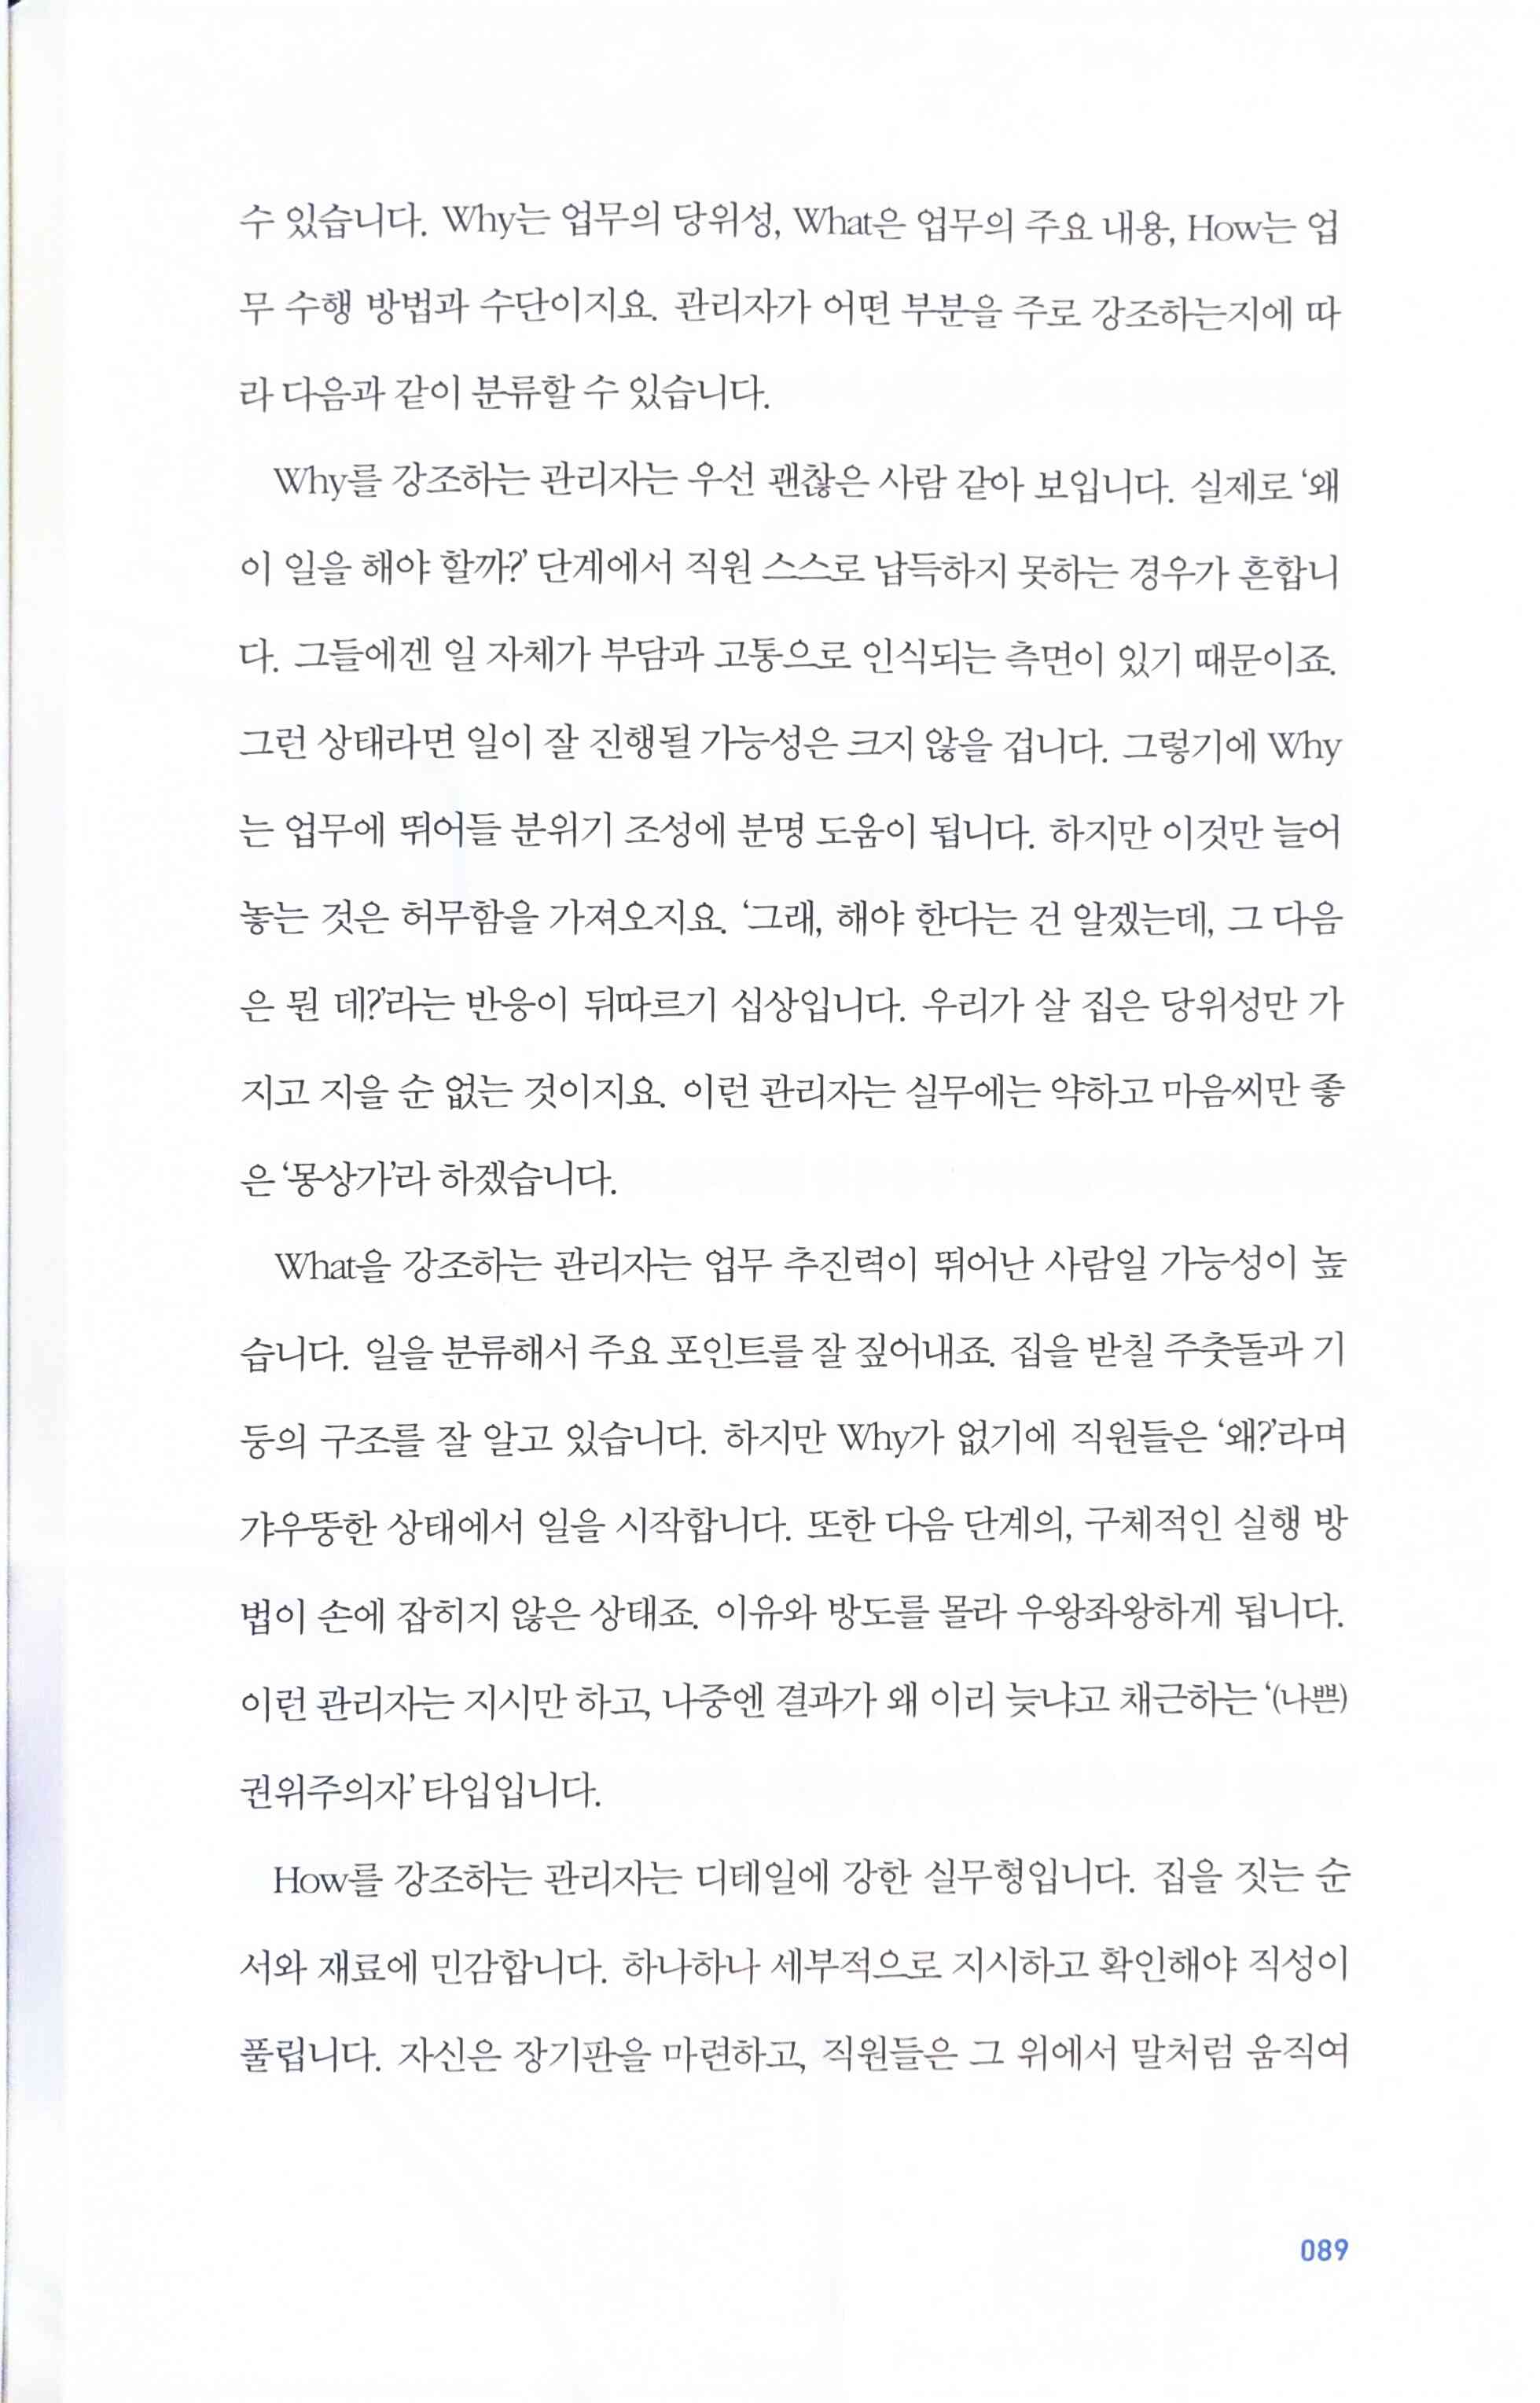 수 있습니다. Why는 업무의 당위성, What은 업무의 주요 내용, How는 업
무 수행 방법과 수단이지요. 관리자가 어떤 부분을 주로 강조하는지에 따
라 다음과 같이 분류할 수 있습니다.
Why를 강조하는 관리자는 우선 괜찮은 사람 같아 보입니다. 실제로 ‘왜
이 일을 해야 할까?’ 단계에서 직원 스스로 납득하지 못하는 경우가 흔합니
다. 그들에겐 일 자체가 부담과 고통으로 인식되는 측면이 있기 때문이죠.
그런 상태라면 일이 잘 진행될 가능성은 크지 않을 겁니다. 그렇기에 Why
는 업무에 뛰어들 분위기 조성에 분명 도움이 됩니다. 하지만 이것만 늘어
놓는 것은 허무함을 가져오지요. ‘그래, 해야 한다는 건 알겠는데, 그 다음
은 뭔 데?’라는 반응이 뒤따르기 십상입니다. 우리가 살 집은 당위성만 가
지고 지을 순 없는 것이지요. 이런 관리자는 실무에는 약하고 마음씨만 좋
은 ‘몽상가’라 하겠습니다.
What을 강조하는 관리자는 업무 추진력이 뛰어난 사람일 가능성이 높
습니다. 일을 분류해서 주요 포인트를 잘 짚어내죠. 집을 받칠 주춧돌과 기
둥의 구조를 잘 알고 있습니다. 하지만 Why가 없기에 직원들은 ‘왜?’라며
갸우뚱한 상태에서 일을 시작합니다. 또한 다음 단계의, 구체적인 실행 방
법이 손에 잡히지 않은 상태죠. 이유와 방도를 몰라 우왕좌왕하게 됩니다.
이런 관리자는 지시만 하고, 나중엔 결과가 왜 이리 늦냐고 채근하는 ‘(나쁜)
권위주의자’ 타입입니다.
How를 강조하는 관리자는 디테일에 강한 실무형입니다. 집을 짓는 순
서와 재료에 민감합니다. 하나하나 세부적으로 지시하고 확인해야 직성이
풀립니다. 자신은 장기판을 마련하고, 직원들은 그 위에서 말처럼 움직여
089